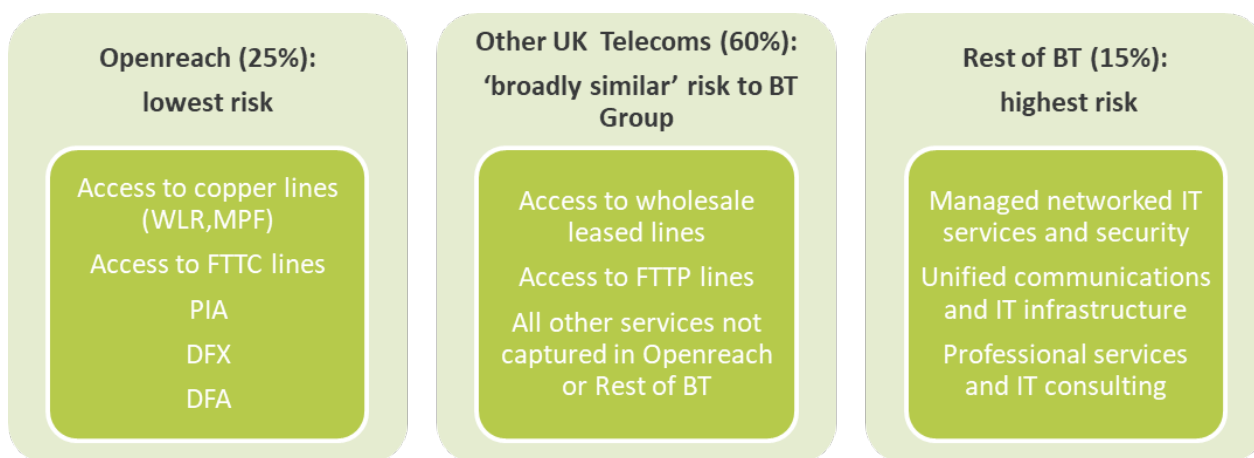 Openreach (25%):
lowest risk
Access to copper lines
(WLR,MPF)
Access to FTTC lines
PIA
DFX
DFA
Other UK Telecoms (60%):
‘broadly similar’ risk to BT
Group
Access to wholesale
leased lines
Access to FTTP lines
All other services not
captured in Openreach
or Rest of BT
Rest of BT (15%):
highest risk
Managed networked IT
services and security
Unified communications
and IT infrastructure
Professional services
and IT consulting